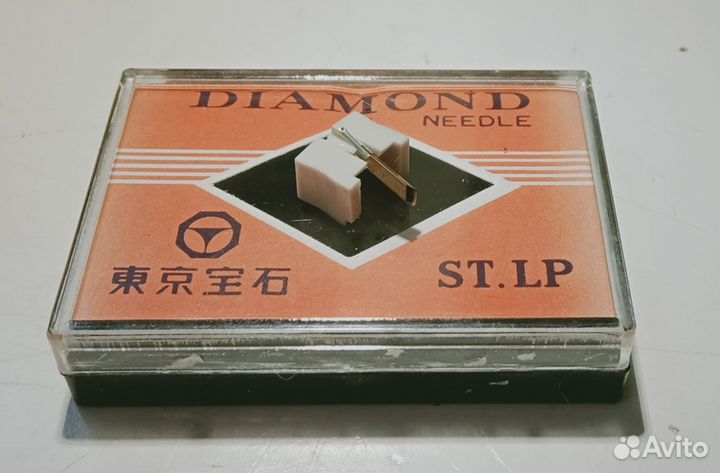 DIAMOND
NEEDLE
東京宝石
ST.LP
Avito